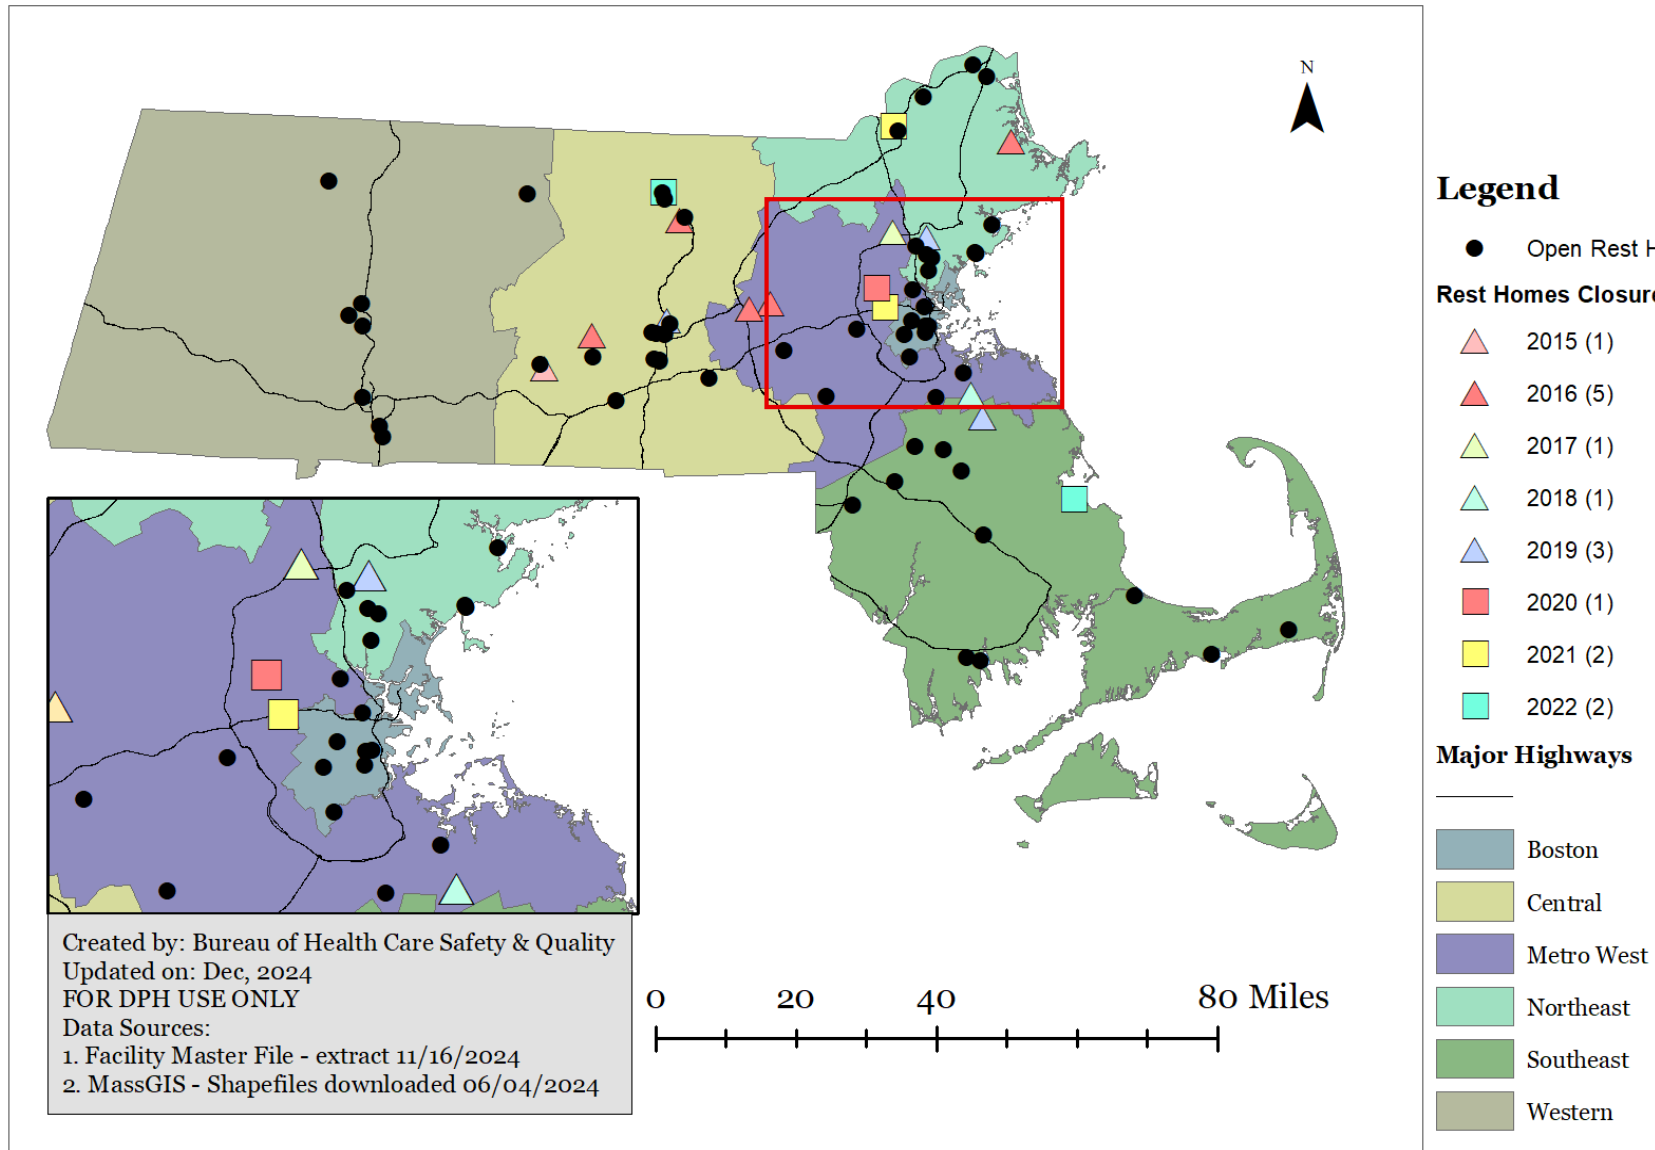 N
Legend
Open Rest H
Rest Homes Closure
2015 (1)
2016 (5)
2017 (1)
2018 (1)
2019 (3)
2020 (1)
2021 (2)
2022 (2)
Major Highways
Boston
Central
Metro West
Northeast
Southeast
Western
Created by: Bureau of Health Care Safety & Quality
Updated on: Dec, 2024
FOR DPH USE ONLY
Data Sources:
1. Facility Master File - extract 11/16/2024
2. MassGIS - Shapefiles downloaded 06/04/2024
0 20 40 80 Miles